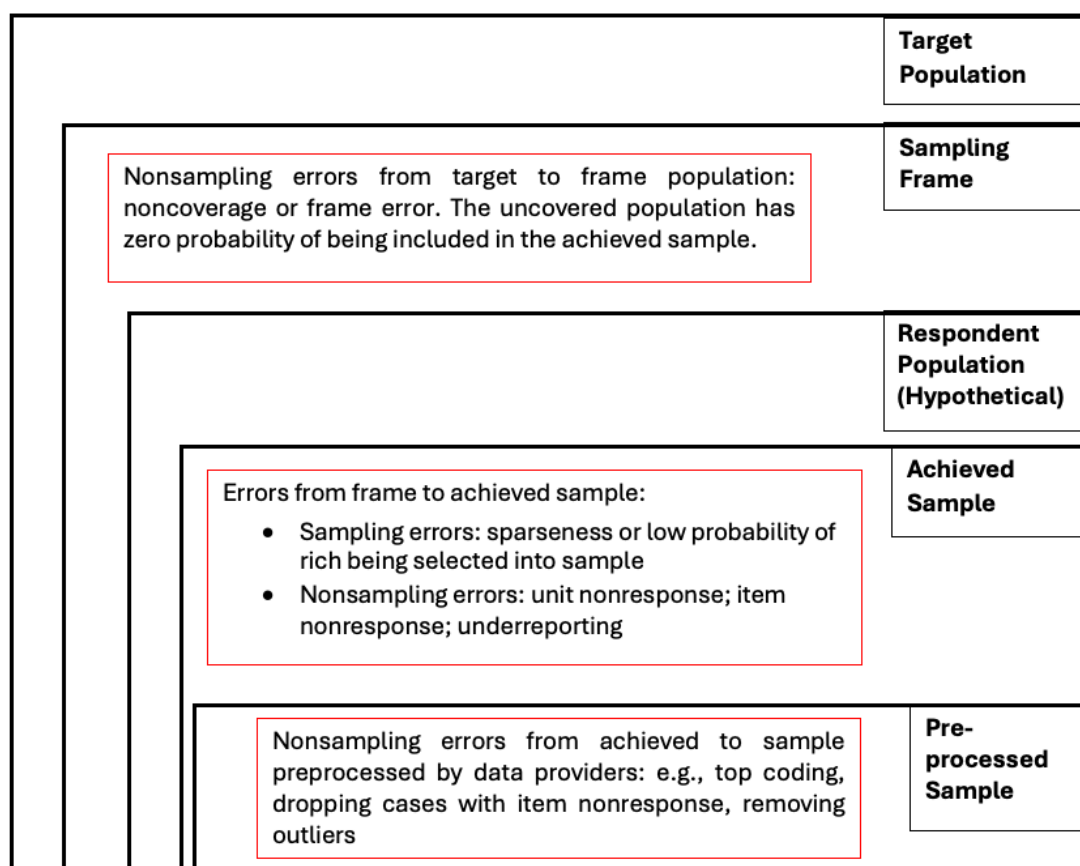 Target
Population
Sampling
Frame
Nonsampling errors from target to frame population:
noncoverage or frame error. The uncovered population has
zero probability of being included in the achieved sample.
Respondent
Population
(Hypothetical)
Achieved
Sample
Errors from frame to achieved sample:
• Sampling errors: sparseness or low probability of
rich being selected into sample
• Nonsampling errors: unit nonresponse; item
nonresponse; underreporting
Pre-
processed
Sample
Nonsampling errors from achieved to sample
preprocessed by data providers: e.g., top coding,
dropping cases with item nonresponse, removing
outliers